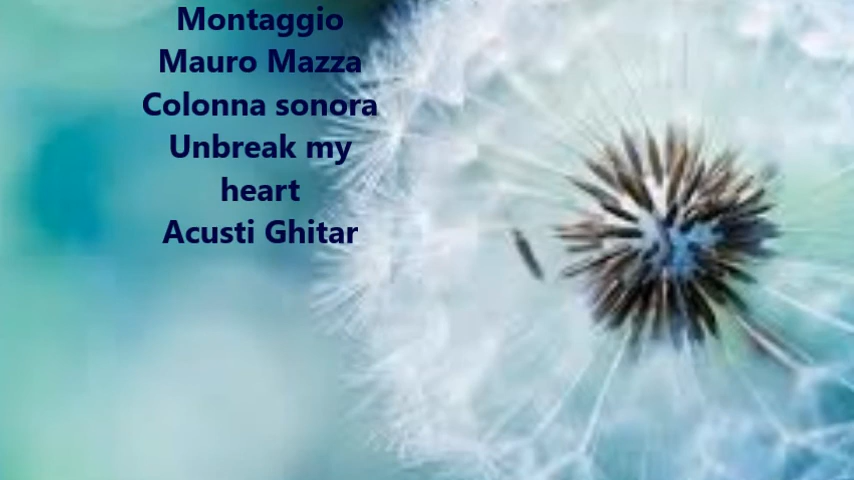 Montaggio
Mauro Mazza
Colonna sonora
Unbreak my
heart
Acusti Ghitar